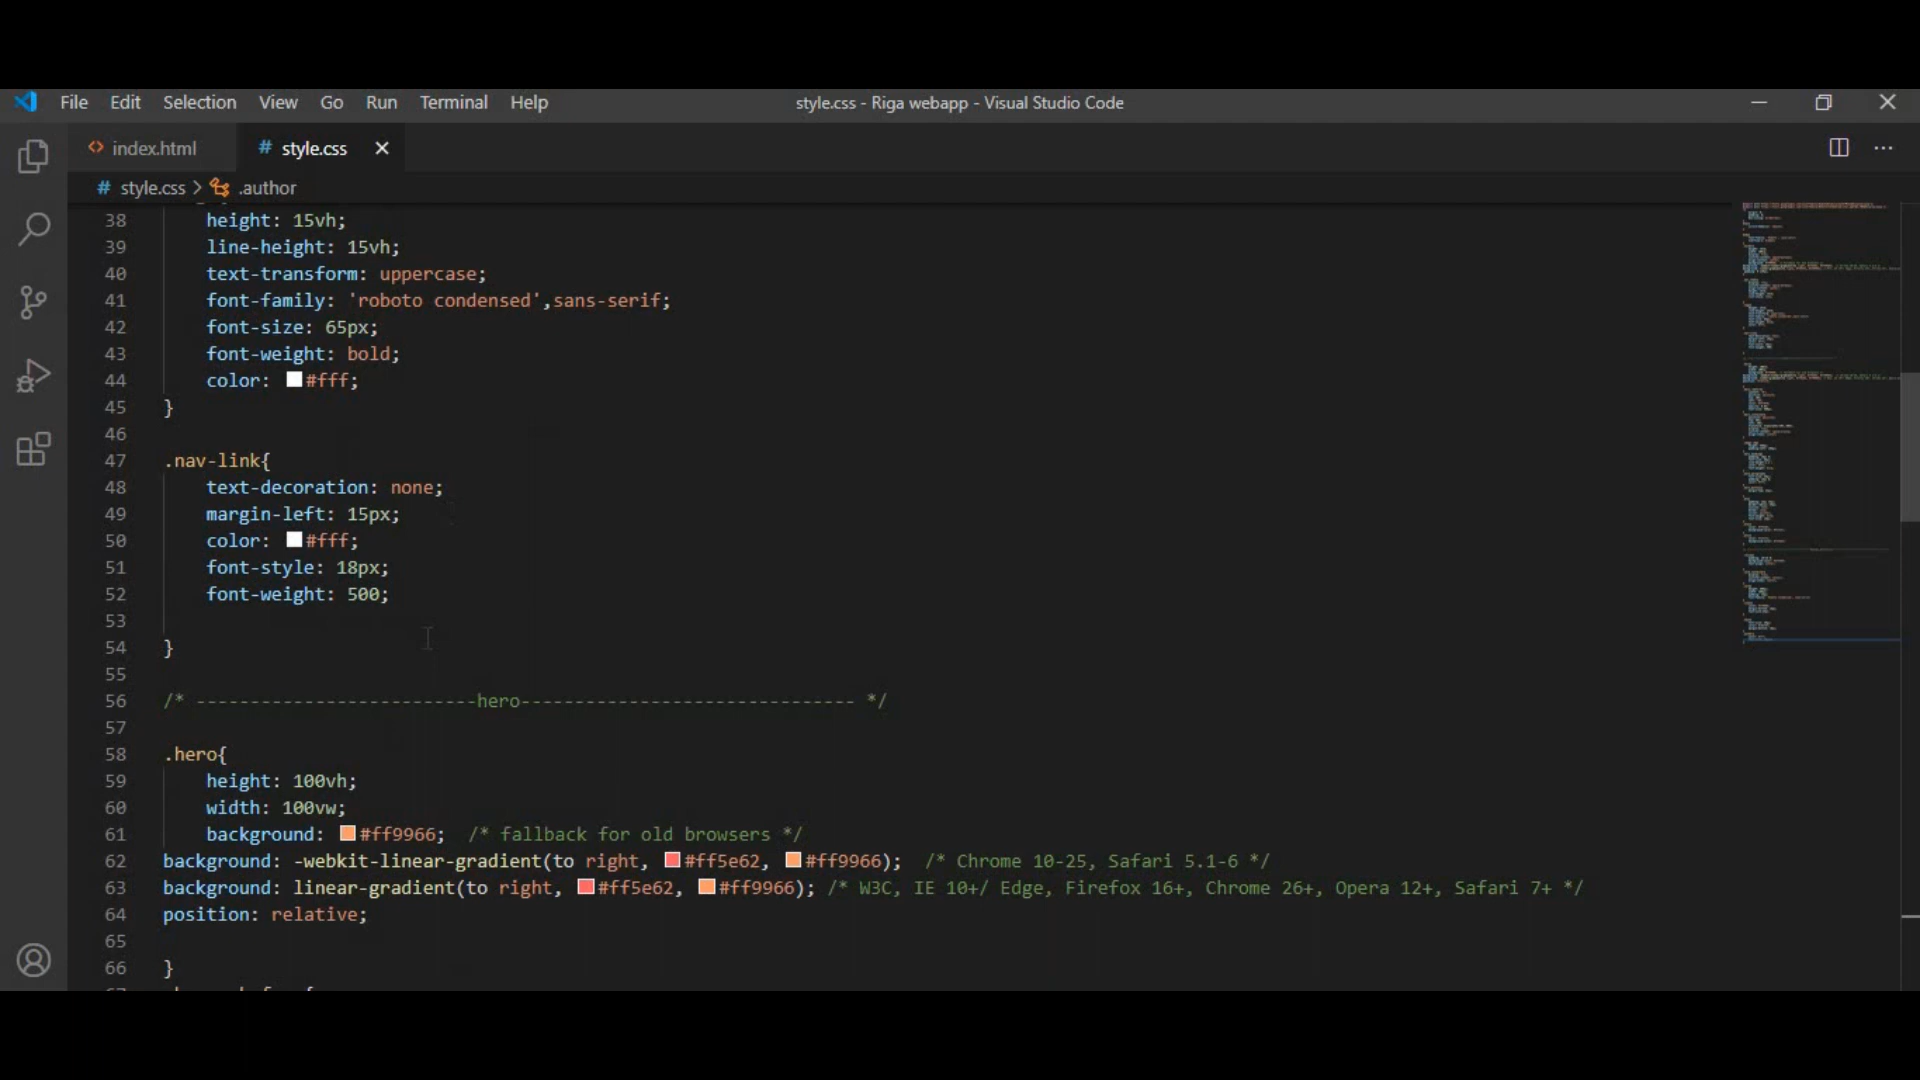 File Edit Selection View Go Run Terminal Help style.css - Riga webapp - Visual Studio Code
index.html # style.css
# style.css > .author
38 height: 15vh;
39 line-height: 15vh;
40 text-transform: uppercase;
41 font-family: 'roboto condensed',sans-serif;
42 font-size: 65px;
43 font-weight: bold;
44 color: #fff;
45 }
46
47 .nav-link{
48 text-decoration: none;
49 margin-left: 15px;
50 color: #fff;
51 font-style: 18px;
52 font-weight: 500;
53
54 }
55
56 /* --------------------------hero------------------------------- */
57
58 .hero{
59 height: 100vh;
60 width: 100vw;
61 background: #ff9966; /* fallback for old browsers */
62 background: -webkit-linear-gradient(to right, #ff5e62, #ff9966); /* Chrome 10-25, Safari 5.1-6 */
63 background: linear-gradient(to right, #ff5e62, #ff9966); /* W3C, IE 10+/ Edge, Firefox 16+, Chrome 26+, Opera 12+, Safari 7+ */
64 position: relative;
65
66 }